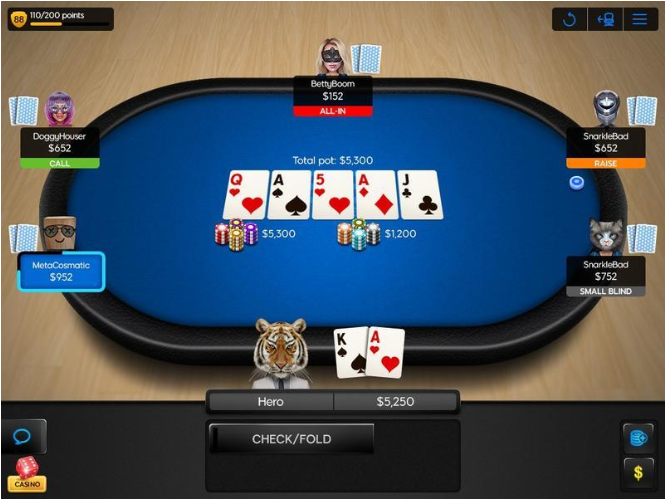 88
110/200 points
BettyBoom
$152
ALL-IN
DoggyHouser
$652
CALL
SnarkleBad
$652
RAISE
Total pot: $5,300
Q A 5 A J
$5,300
$1,200
MetaCosmatic
$952
SnarkleBad
$752
SMALL BLIND
K A
Hero
$5,250
CHECK/FOLD
$
CASINO